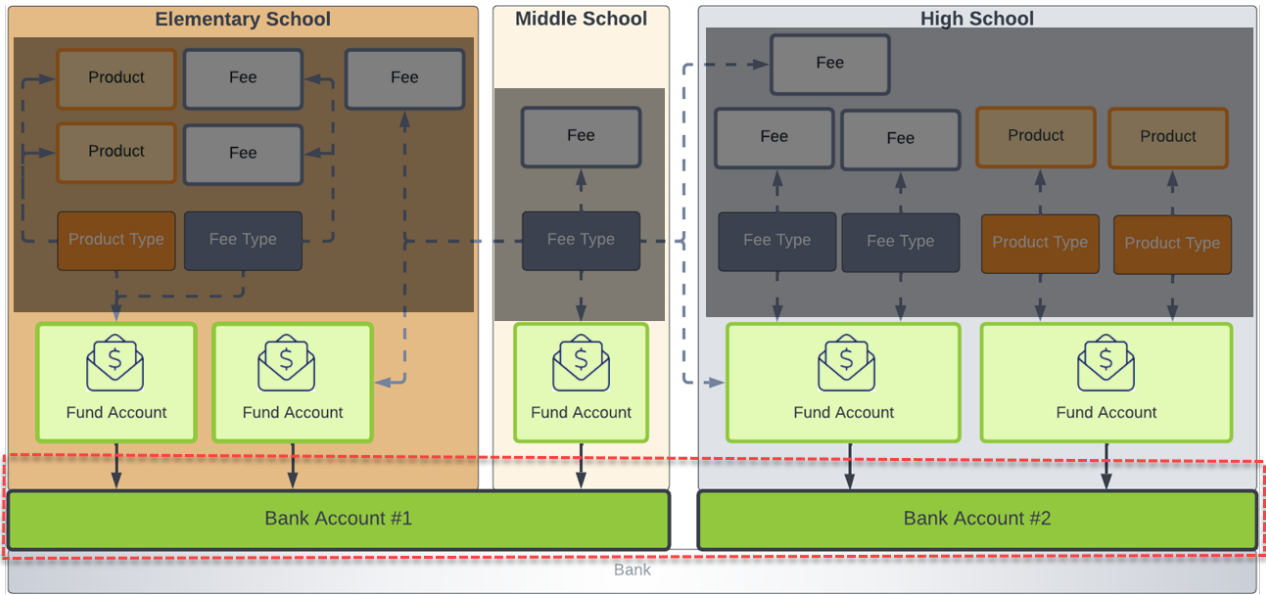 Elementary School
Middle School
High School
Product
Fee
Fee
Product
Fee
Product Type
Fee Type
Fee
Fee Type
Fee
Fee
Fee
Product
Product
Fee Type
Fee Type
Product Type
Product Type
$
Fund Account
$
Fund Account
$
Fund Account
$
Fund Account
$
Fund Account
Bank Account #1
Bank Account #2
Bank